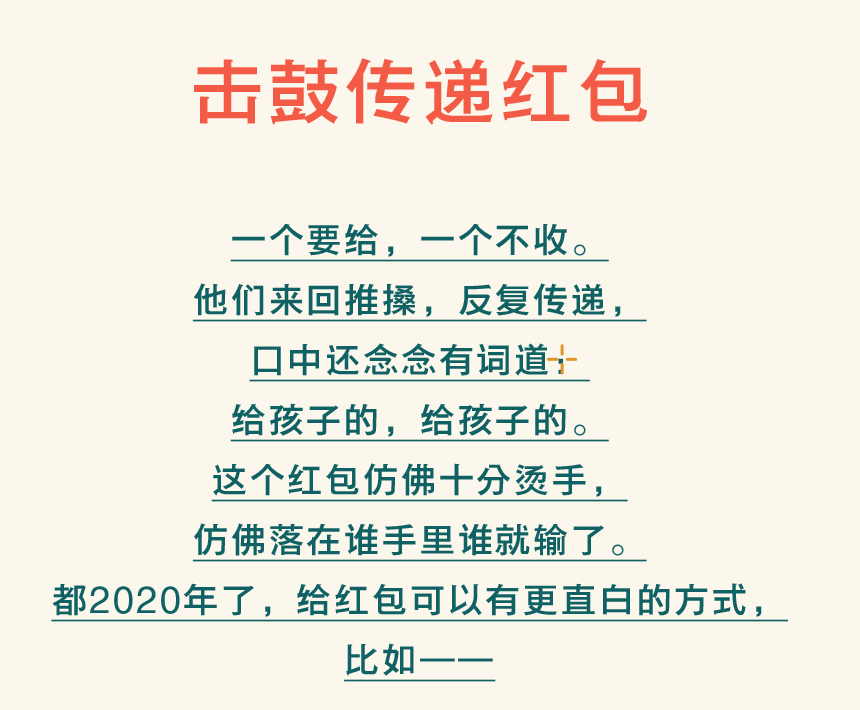 击鼓传递红包
一个要给，一个不收。
他们来回推搡，反复传递，
口中还念念有词道：
给孩子的，给孩子的。
这个红包仿佛十分烫手，
仿佛落在谁手里谁就输了。
都2020年了，给红包可以有更直白的方式，
比如——